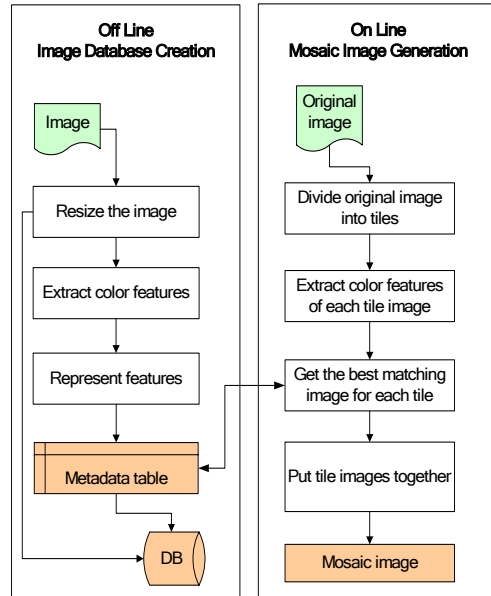 Off Line
Image Database Creation
Image
Resize the image
Extract color features
Represent features
Metadata table
DB
On Line
Mosaic Image Generation
Original
image
Divide original image
into tiles
Extract color features
of each tile image
Get the best matching
image for each tile
Put tile images together
Mosaic image